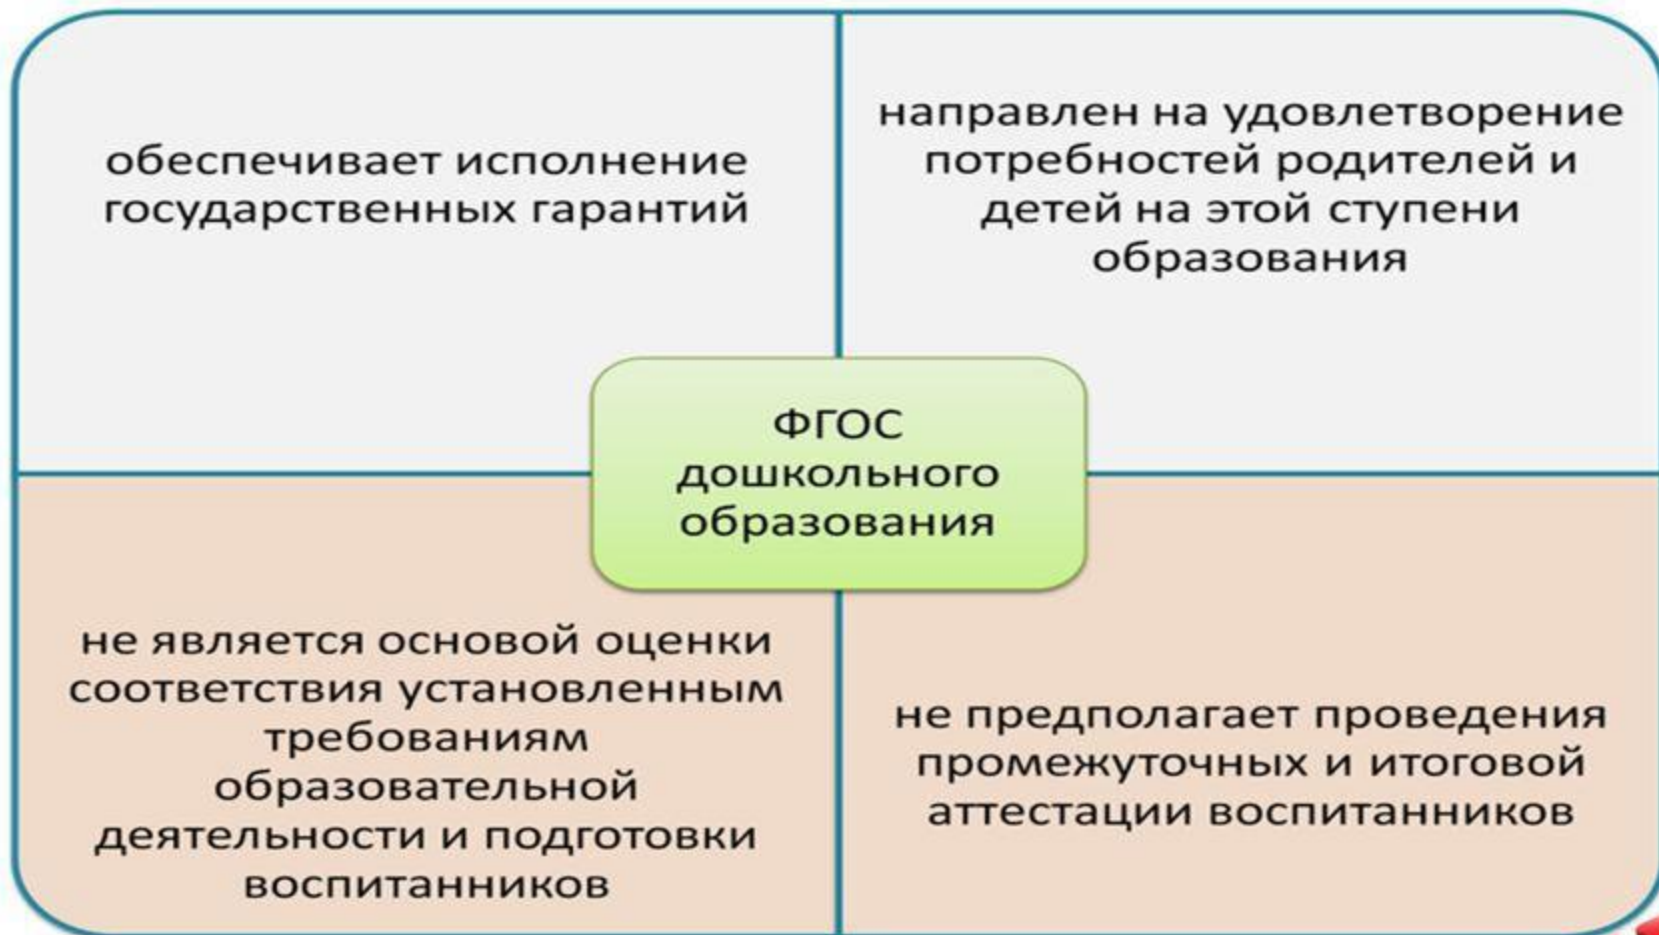 обеспечивает исполнение
государственных гарантий
направлен на удовлетворение
потребностей родителей и
детей на этой ступени
образования
ФГОС
дошкольного
образования
не является основой оценки
соответствия установленным
требованиям
образовательной
деятельности и подготовки
воспитанников
не предполагает проведения
промежуточных и итоговой
аттестации воспитанников